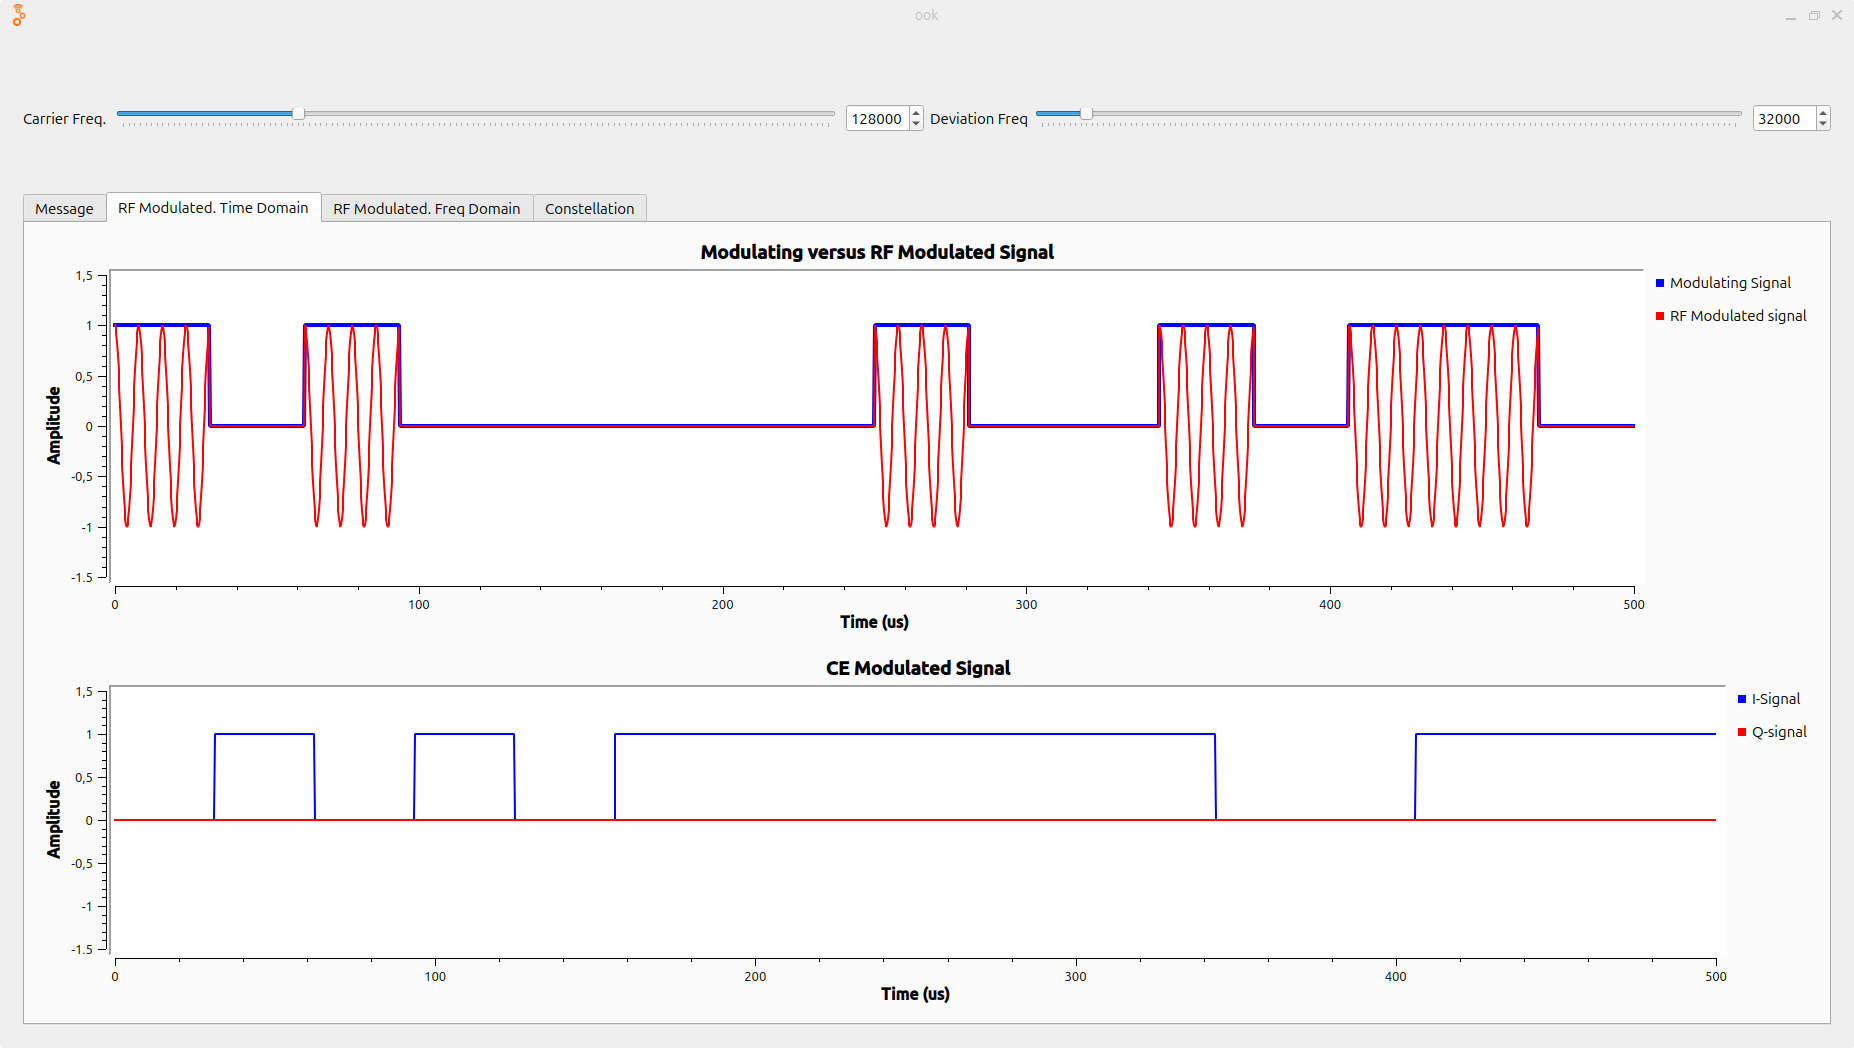 ook
Carrier Freq.
128000
Deviation Freq
32000
Message
RF Modulated. Time Domain
RF Modulated. Freq Domain
Constellation
Modulating versus RF Modulated Signal
1,5
1
0,5
0
-0,5
-1
-1.5
Amplitude
0 100 200 300 400 500
Time (us)
Modulating Signal
RF Modulated signal
CE Modulated Signal
1,5
1
0,5
0
-0,5
-1
-1.5
Amplitude
0 100 200 300 400 500
Time (us)
I-Signal
Q-signal